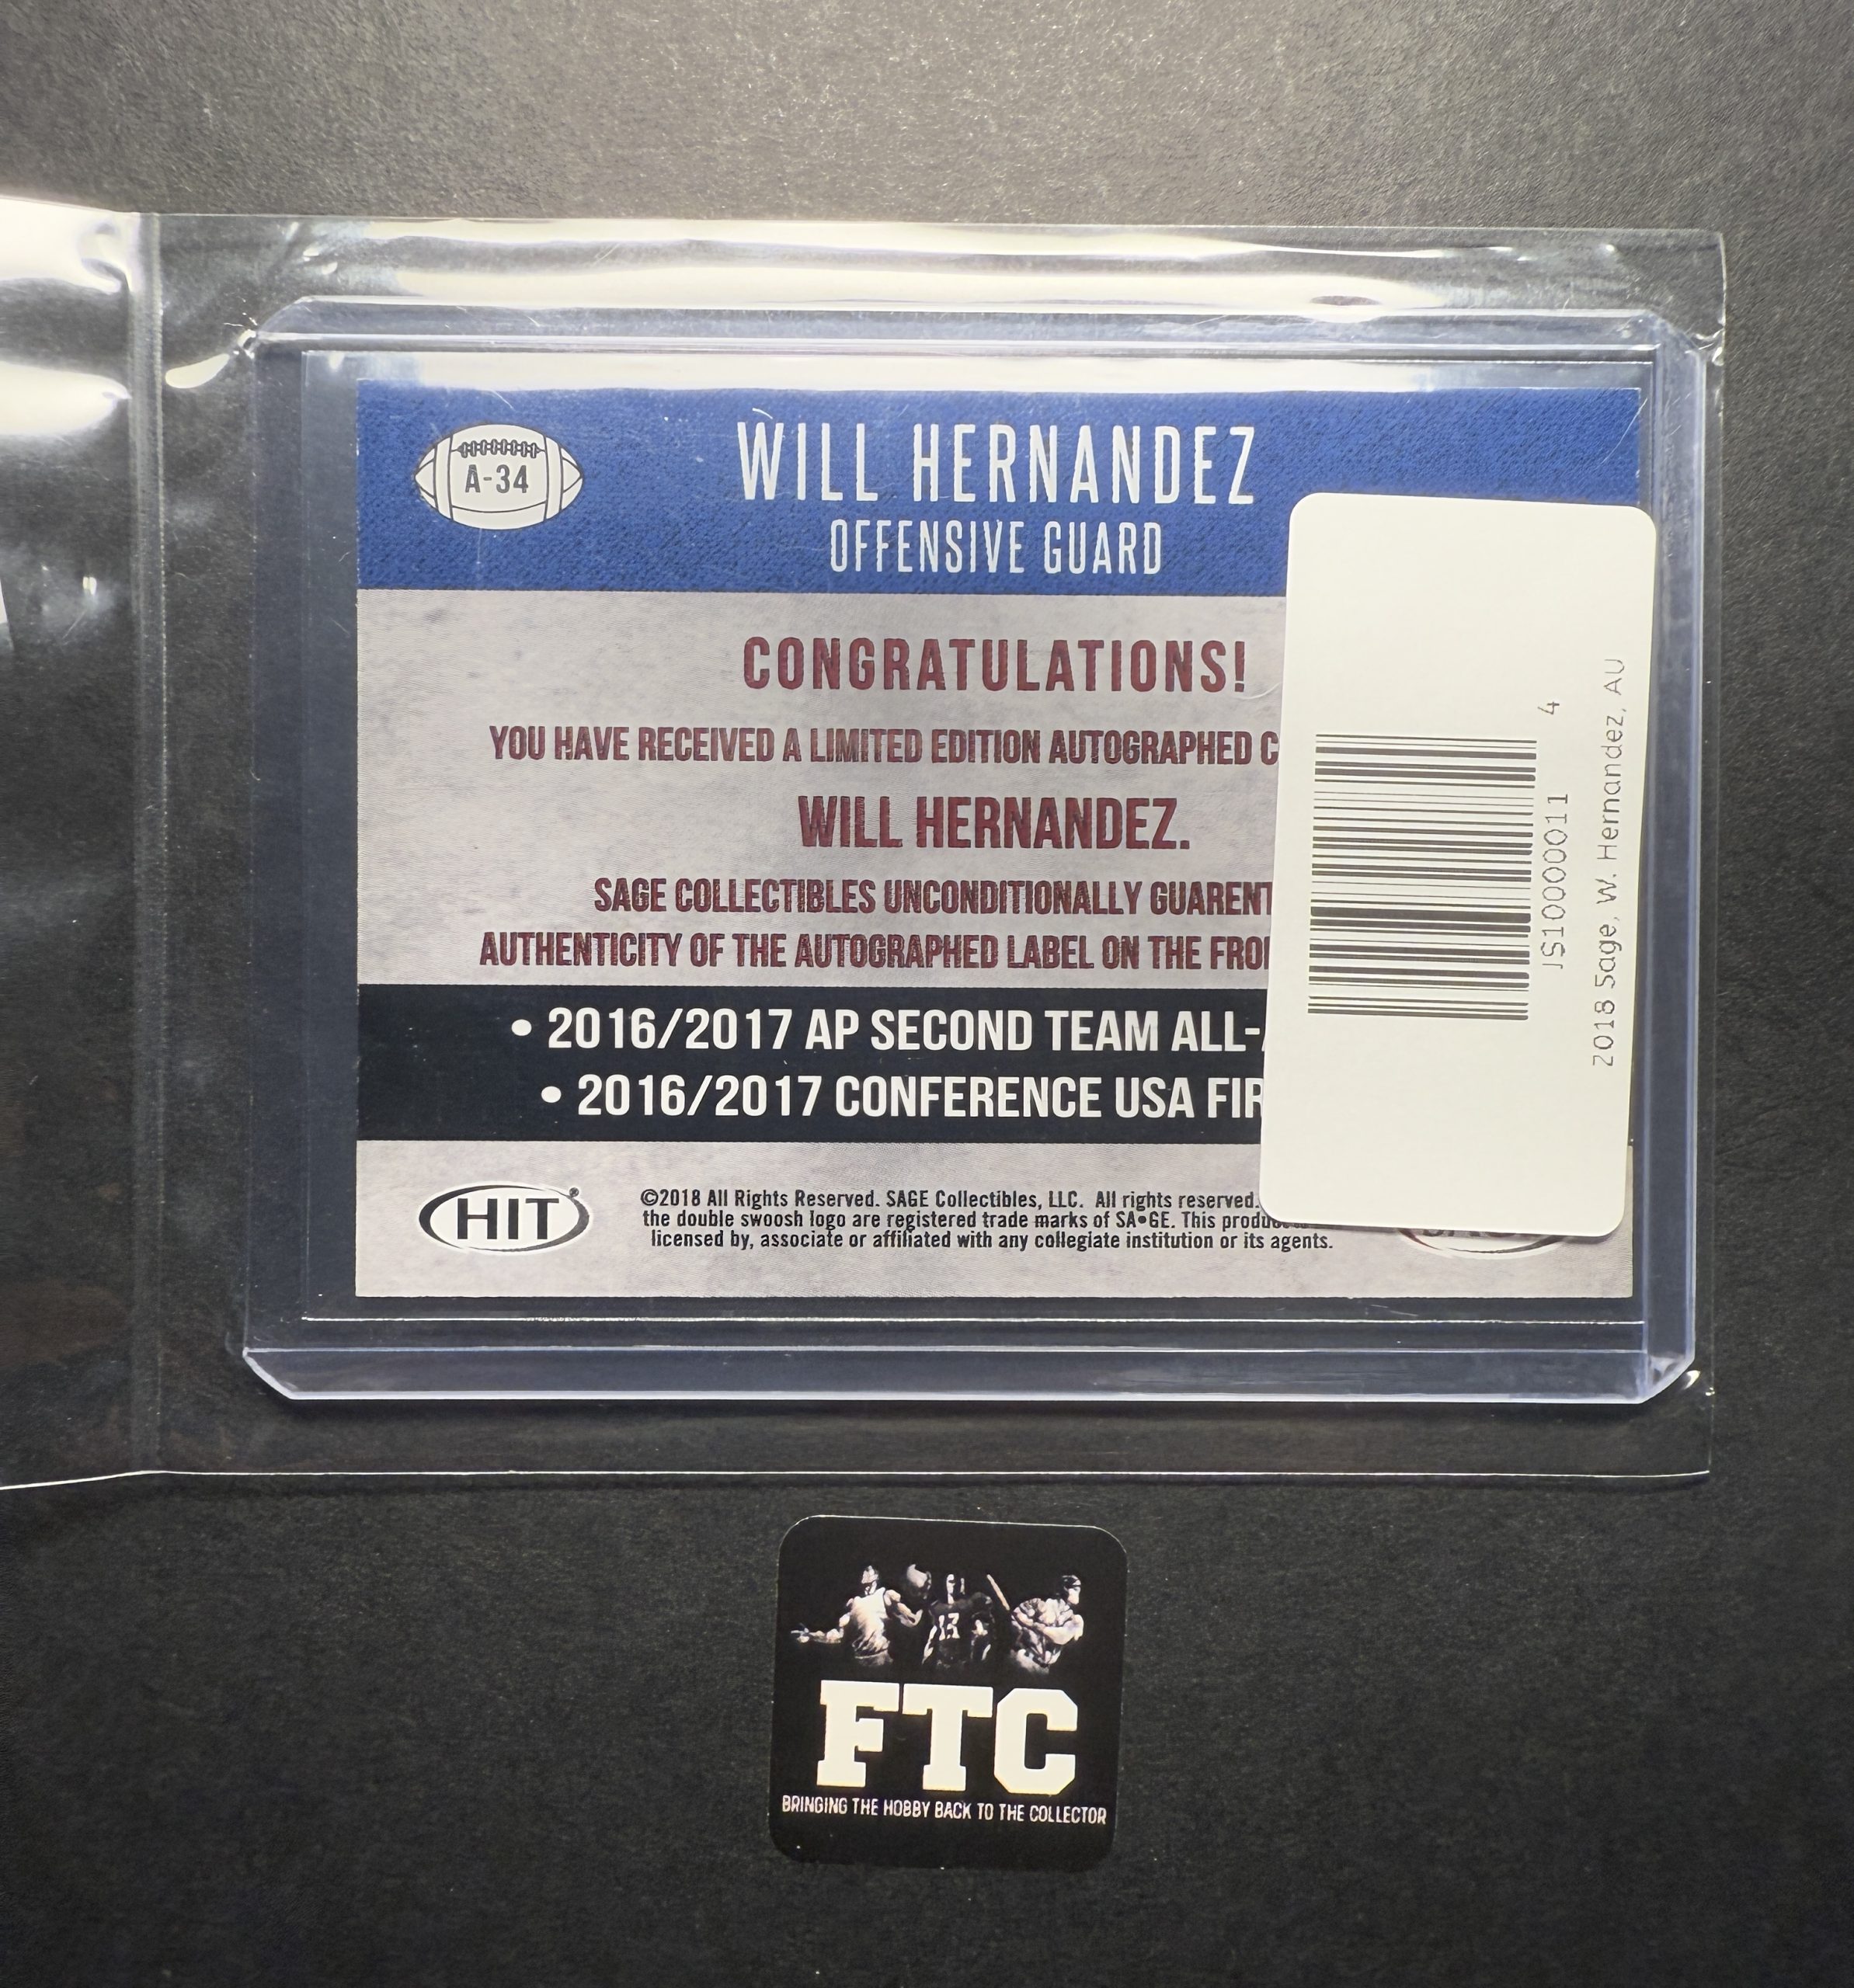 A-34
WILL HERNANDEZ
OFFENSIVE GUARD
CONGRATULATIONS!
YOU HAVE RECEIVED A LIMITED EDITION AUTOGRAPHED C
WILL HERNANDEZ.
SAGE COLLECTIBLES UNCONDITIONALLY GUARENT
AUTHENTICITY OF THE AUTOGRAPHED LABEL ON THE FRO
• 2016/2017 AP SECOND TEAM ALL-
• 2016/2017 CONFERENCE USA FIR
HIT®
©2018 All Rights Reserved. SAGE Collectibles, LLC. All rights reserved.
the double swoosh logo are registered trade marks of SA•GE. This produ
licensed by, associate or affiliated with any collegiate institution or its agents.
JS1000011 4
2018 Sage, W. Hernandez, AU
13
FTC
BRINGING THE HOBBY BACK TO THE COLLECTOR